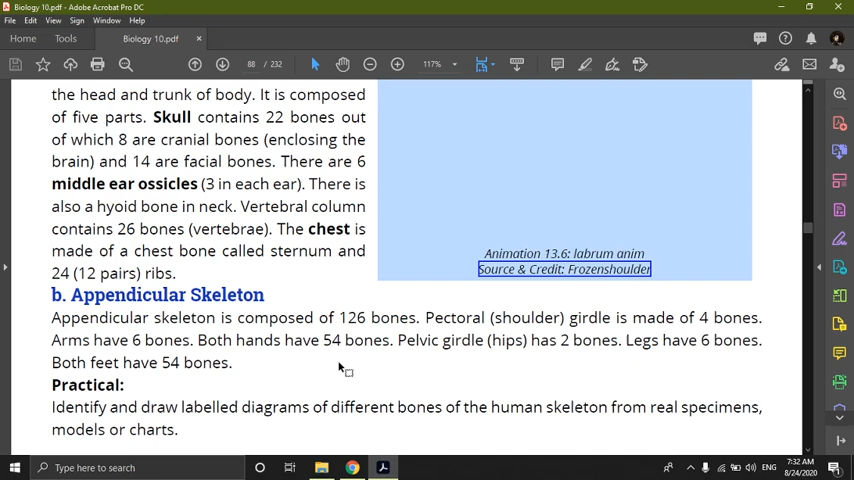 Biology 10.pdf - Adobe Acrobat Pro DC
File Edit View Sign Window Help
Home Tools Biology 10.pdf ×
88 / 232 117%
the head and trunk of body. It is composed
of five parts. Skull contains 22 bones out
of which 8 are cranial bones (enclosing the
brain) and 14 are facial bones. There are 6
middle ear ossicles (3 in each ear). There is
also a hyoid bone in neck. Vertebral column
contains 26 bones (vertebrae). The chest is
made of a chest bone called sternum and
24 (12 pairs) ribs.
Animation 13.6: labrum anim
Source & Credit: Frozenshoulder
b. Appendicular Skeleton
Appendicular skeleton is composed of 126 bones. Pectoral (shoulder) girdle is made of 4 bones.
Arms have 6 bones. Both hands have 54 bones. Pelvic girdle (hips) has 2 bones. Legs have 6 bones.
Both feet have 54 bones.
Practical:
Identify and draw labelled diagrams of different bones of the human skeleton from real specimens,
models or charts.
Type here to search
ENG
7:32 AM
8/24/2020